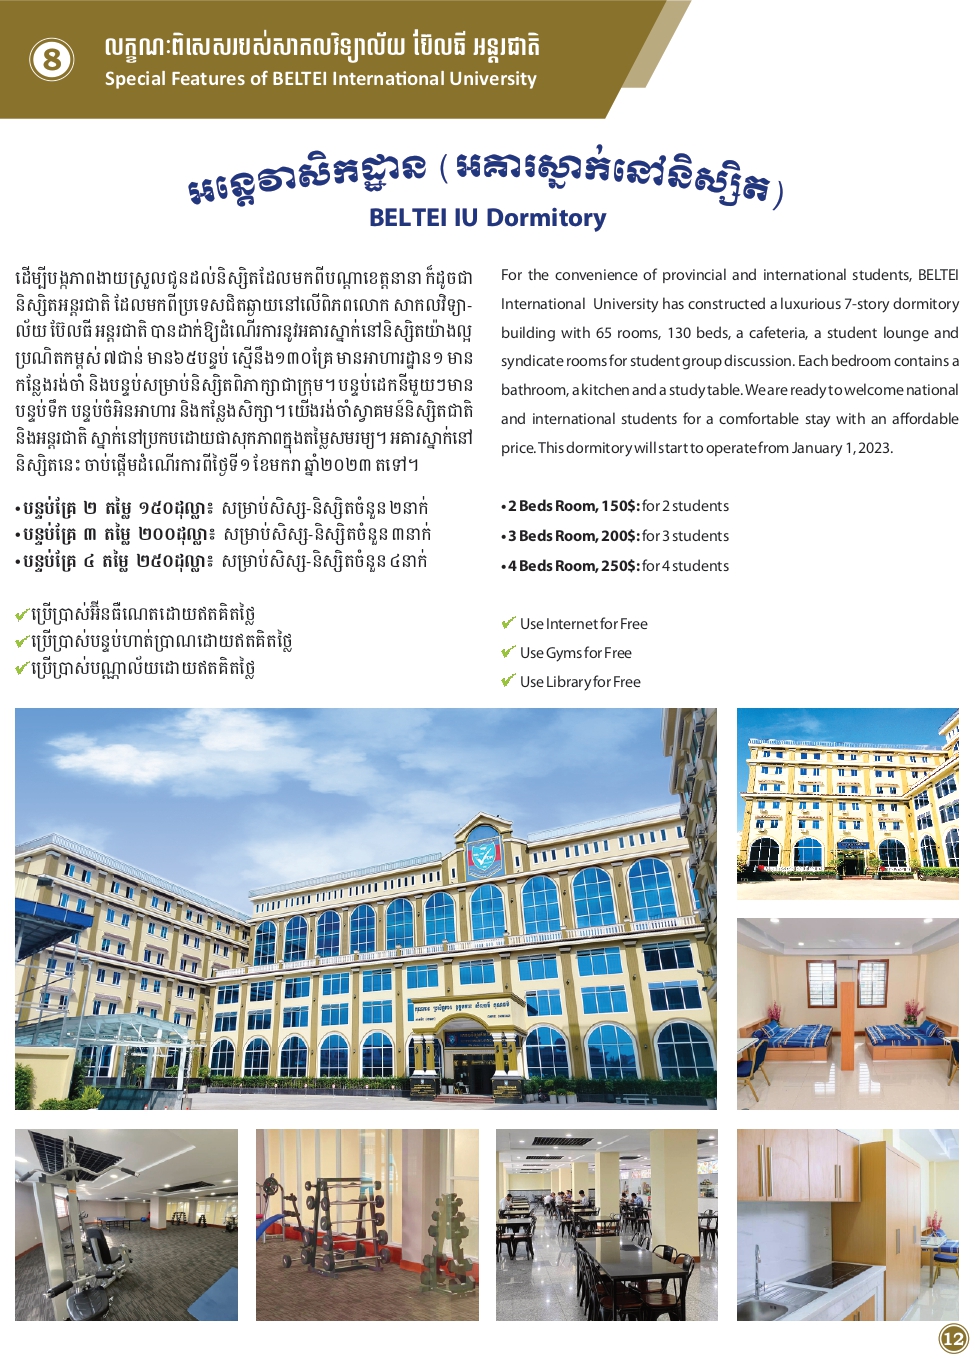 8
លក្ខណៈពិសេសរបស់សាកលវិទ្យាល័យ ប៊ែលធី អន្តរជាតិ
Special Features of BELTEI International University
អន្តេវាសិកដ្ឋាន (អគារស្នាក់នៅនិស្សិត)
BELTEI IU Dormitory
ដើម្បីបង្កភាពងាយស្រួលជូនដល់និស្សិតដែលមកពីបណ្តាខេត្តនានា ក៏ដូចជា
និស្សិតអន្តរជាតិ ដែលមកពីប្រទេសជិតឆ្ងាយនៅលើពិភពលោក សាកលវិទ្យា-
ល័យ ប៊ែលធី អន្តរជាតិ បានដាក់ឱ្យដំណើរការនូវអគារស្នាក់នៅនិស្សិតយ៉ាងល្អ
ប្រណិតកម្ពស់ ៧ជាន់ មាន៦៥បន្ទប់ ស្មើនឹង១៣០គ្រែ មានអាហារដ្ឋាន១ មាន
កន្លែងរង់ចាំ និងបន្ទប់សម្រាប់និស្សិតពិភាក្សាជាក្រុម។ បន្ទប់ដេកនីមួយៗមាន
បន្ទប់ទឹក បន្ទប់ចំអិនអាហារ និងកន្លែងសិក្សា។ យើងរង់ចាំស្វាគមន៍និស្សិតជាតិ
និងអន្តរជាតិ ស្នាក់នៅប្រកបដោយផាសុកភាពក្នុងតម្លៃសមរម្យ។ អគារស្នាក់នៅ
និស្សិតនេះ ចាប់ផ្តើមដំណើរការពីថ្ងៃទី១ ខែមករា ឆ្នាំ២០២៣ តទៅ។
• បន្ទប់គ្រែ ២ តម្លៃ ១៥០ដុល្លា៖ សម្រាប់សិស្ស-និស្សិតចំនួន ២នាក់
• បន្ទប់គ្រែ ៣ តម្លៃ ២០០ដុល្លា៖ សម្រាប់សិស្ស-និស្សិតចំនួន ៣នាក់
• បន្ទប់គ្រែ ៤ តម្លៃ ២៥០ដុល្លា៖ សម្រាប់សិស្ស-និស្សិតចំនួន ៤នាក់
ប្រើប្រាស់អ៊ីនធឺណេតដោយឥតគិតថ្លៃ
ប្រើប្រាស់បន្ទប់ហាត់ប្រាណដោយឥតគិតថ្លៃ
ប្រើប្រាស់បណ្ណាល័យដោយឥតគិតថ្លៃ
For the convenience of provincial and international students, BELTEI
International University has constructed a luxurious 7-story dormitory
building with 65 rooms, 130 beds, a cafeteria, a student lounge and
syndicate rooms for student group discussion. Each bedroom contains a
bathroom, a kitchen and a study table. We are ready to welcome national
and international students for a comfortable stay with an affordable
price. This dormitory will start to operate from January 1, 2023.
• 2 Beds Room, 150$: for 2 students
• 3 Beds Room, 200$: for 3 students
• 4 Beds Room, 250$: for 4 students
Use Internet for Free
Use Gyms for Free
Use Library for Free
12